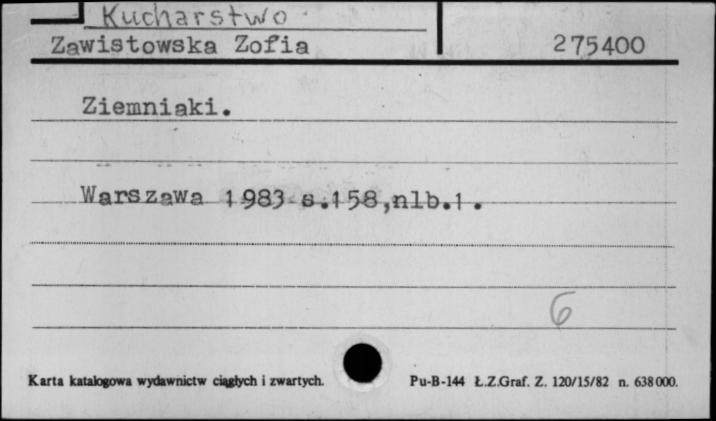 Kucharstwo
Zawistowska Zofia 275400
Ziemniaki.
Warszawa 1983 s.158,nlb.1.
6
Karta katalogowa wydawnictw ciągłych i zwartych. Pu-B-144 Ł.Z.Graf. Z. 120/15/82 n. 638000.